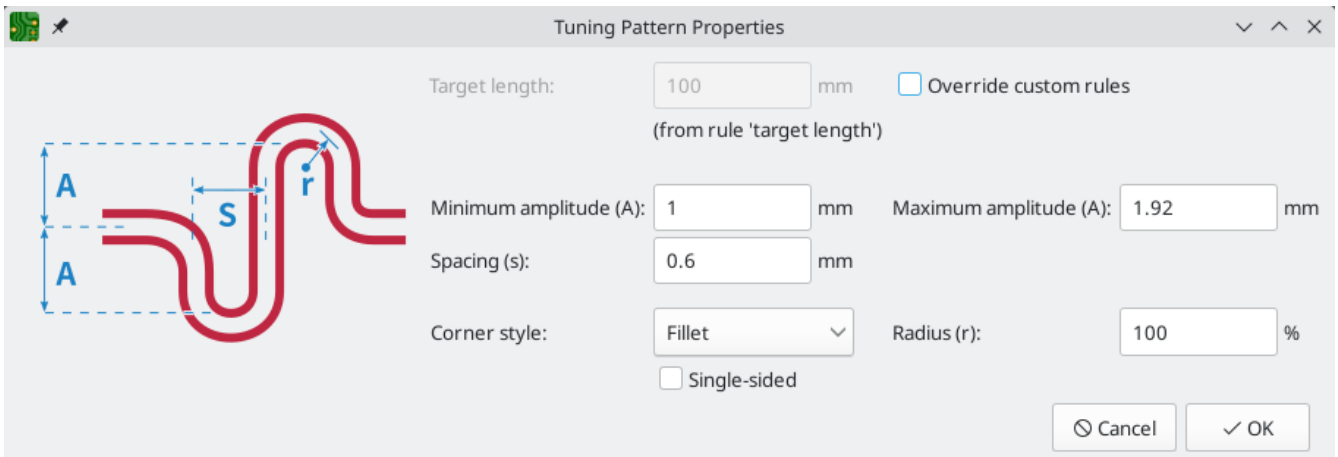 Tuning Pattern Properties
Target length: 100 mm Override custom rules
(from rule 'target length')
A
r
S
A
Minimum amplitude (A): 1 mm Maximum amplitude (A): 1.92 mm
Spacing (s): 0.6 mm
Corner style: Fillet Radius (r): 100 %
Single-sided
Cancel OK